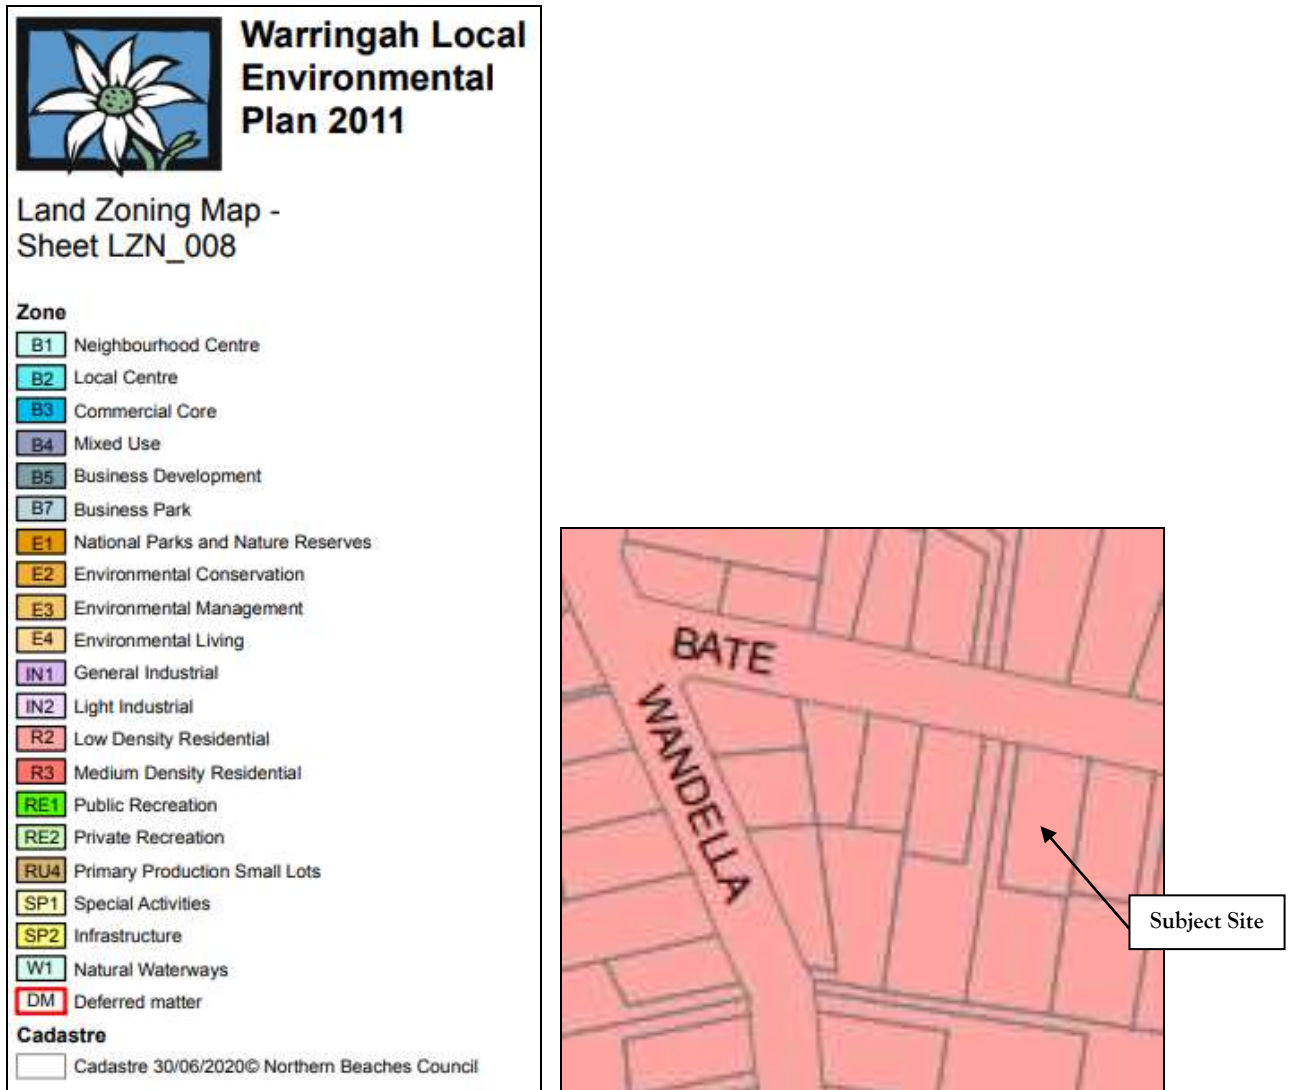 Warringah Local
Environmental
Plan 2011
Land Zoning Map -
Sheet LZN_008
Zone
B1 Neighbourhood Centre
B2 Local Centre
B3 Commercial Core
B4 Mixed Use
B5 Business Development
B7 Business Park
E1 National Parks and Nature Reserves
E2 Environmental Conservation
E3 Environmental Management
E4 Environmental Living
IN1 General Industrial
IN2 Light Industrial
R2 Low Density Residential
R3 Medium Density Residential
RE1 Public Recreation
RE2 Private Recreation
RU4 Primary Production Small Lots
SP1 Special Activities
SP2 Infrastructure
W1 Natural Waterways
DM Deferred matter
Cadastre
Cadastre 30/06/2020© Northern Beaches Council
BATE
WANDELLA
Subject Site